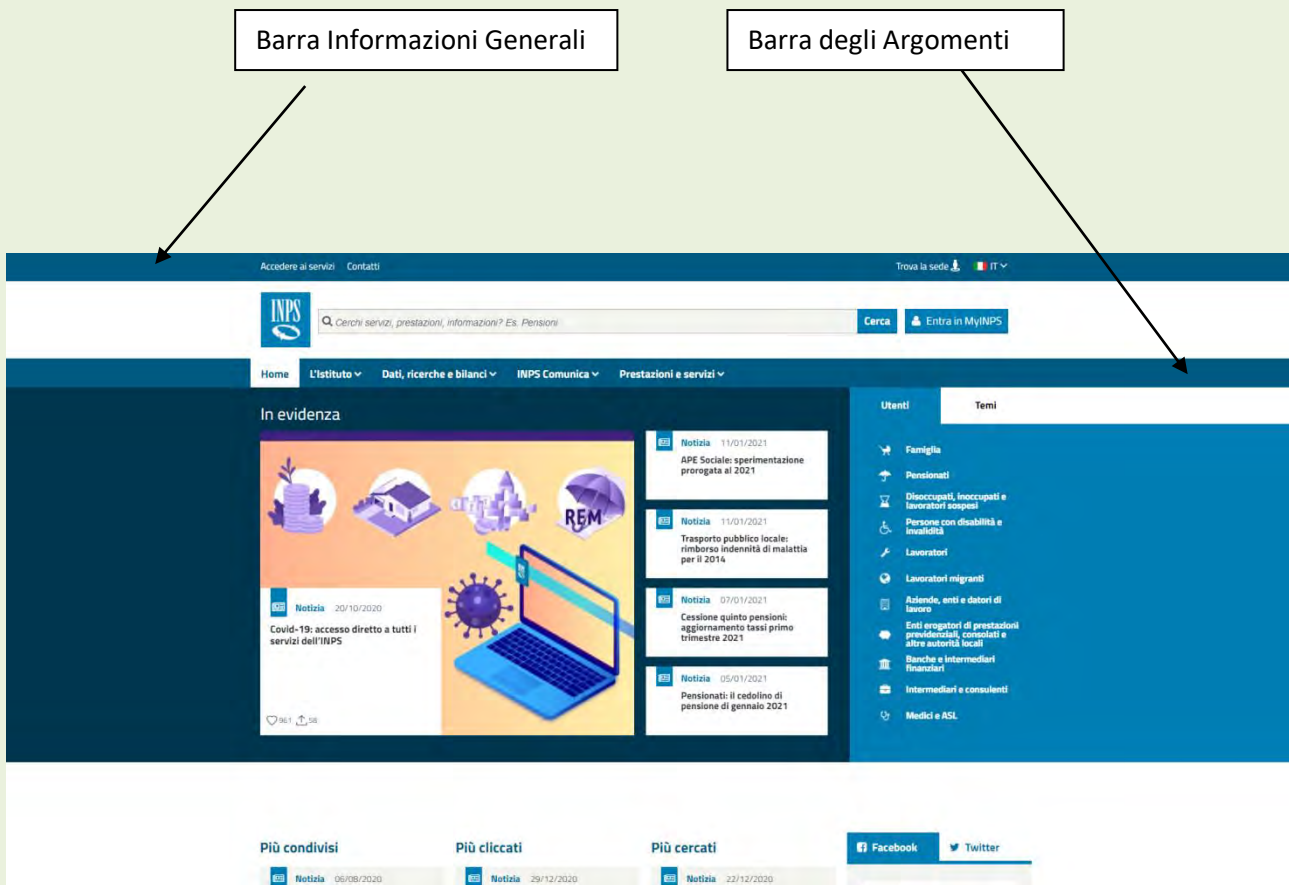 Barra Informazioni Generali
Barra degli Argomenti
Accedere ai servizi Contatti
Trova la sede IT
INPS
Cerchi servizi, prestazioni, informazioni? Es. Pensioni
Cerca
Entra in MyINPS
Home L'Istituto Dati, ricerche e bilanci INPS Comunica Prestazioni e servizi
In evidenza
REM
Notizia 20/10/2020
Covid-19: accesso diretto a tutti i
servizi dell'INPS
961 58
Notizia 11/01/2021
APE Sociale: sperimentazione
prorogata al 2021
Notizia 11/01/2021
Trasporto pubblico locale:
rimborso indennità di malattia
per il 2014
Notizia 07/01/2021
Cessione quinto pensioni:
aggiornamento tassi primo
trimestre 2021
Notizia 05/01/2021
Pensionati: il cedolino di
pensione di gennaio 2021
Utenti Temi
Famiglia
Pensionati
Disoccupati, inoccupati e
lavoratori sospesi
Persone con disabilità e
invalidità
Lavoratori
Lavoratori migranti
Aziende, enti e datori di
lavoro
Enti erogatori di prestazioni
previdenziali, consolati e
altre autorità locali
Banche e intermediari
finanziari
Intermediari e consulenti
Medici e ASL
Più condivisi
Notizia 06/08/2020
Più cliccati
Notizia 29/12/2020
Più cercati
Notizia 22/12/2020
Facebook Twitter